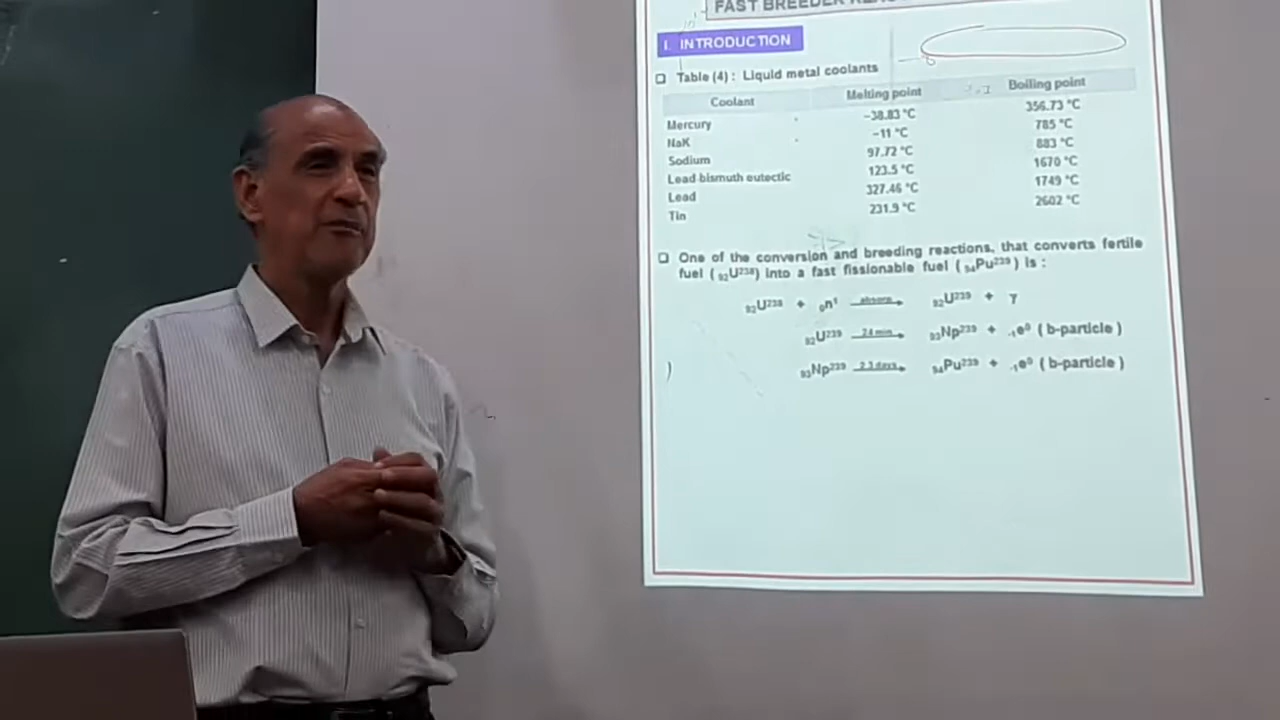 FAST BREEDER
I. INTRODUCTION
Table (4) : Liquid metal coolants
Coolant Melting point Boiling point
Mercury -38.83 °C 356.73 °C
NaK -11 °C 785 °C
Sodium 97.72 °C 883 °C
Lead-bismuth eutectic 123.5 °C 1670 °C
Lead 327.46 °C 1749 °C
Tin 231.9 °C 2602 °C
One of the conversion and breeding reactions, that converts fertile
fuel ( ₉₂U²³⁸) into a fast fissionable fuel ( ₉₄Pu²³⁹ ) is :
₉₂U²³⁸ + ₀n¹ absorb ₉₂U²³⁹ + γ
₉₂U²³⁹ 24 min ₉₃Np²³⁹ + ₋₁e⁰ ( b-particle )
₉₃Np²³⁹ 2.3 days ₉₄Pu²³⁹ + ₋₁e⁰ ( b-particle )